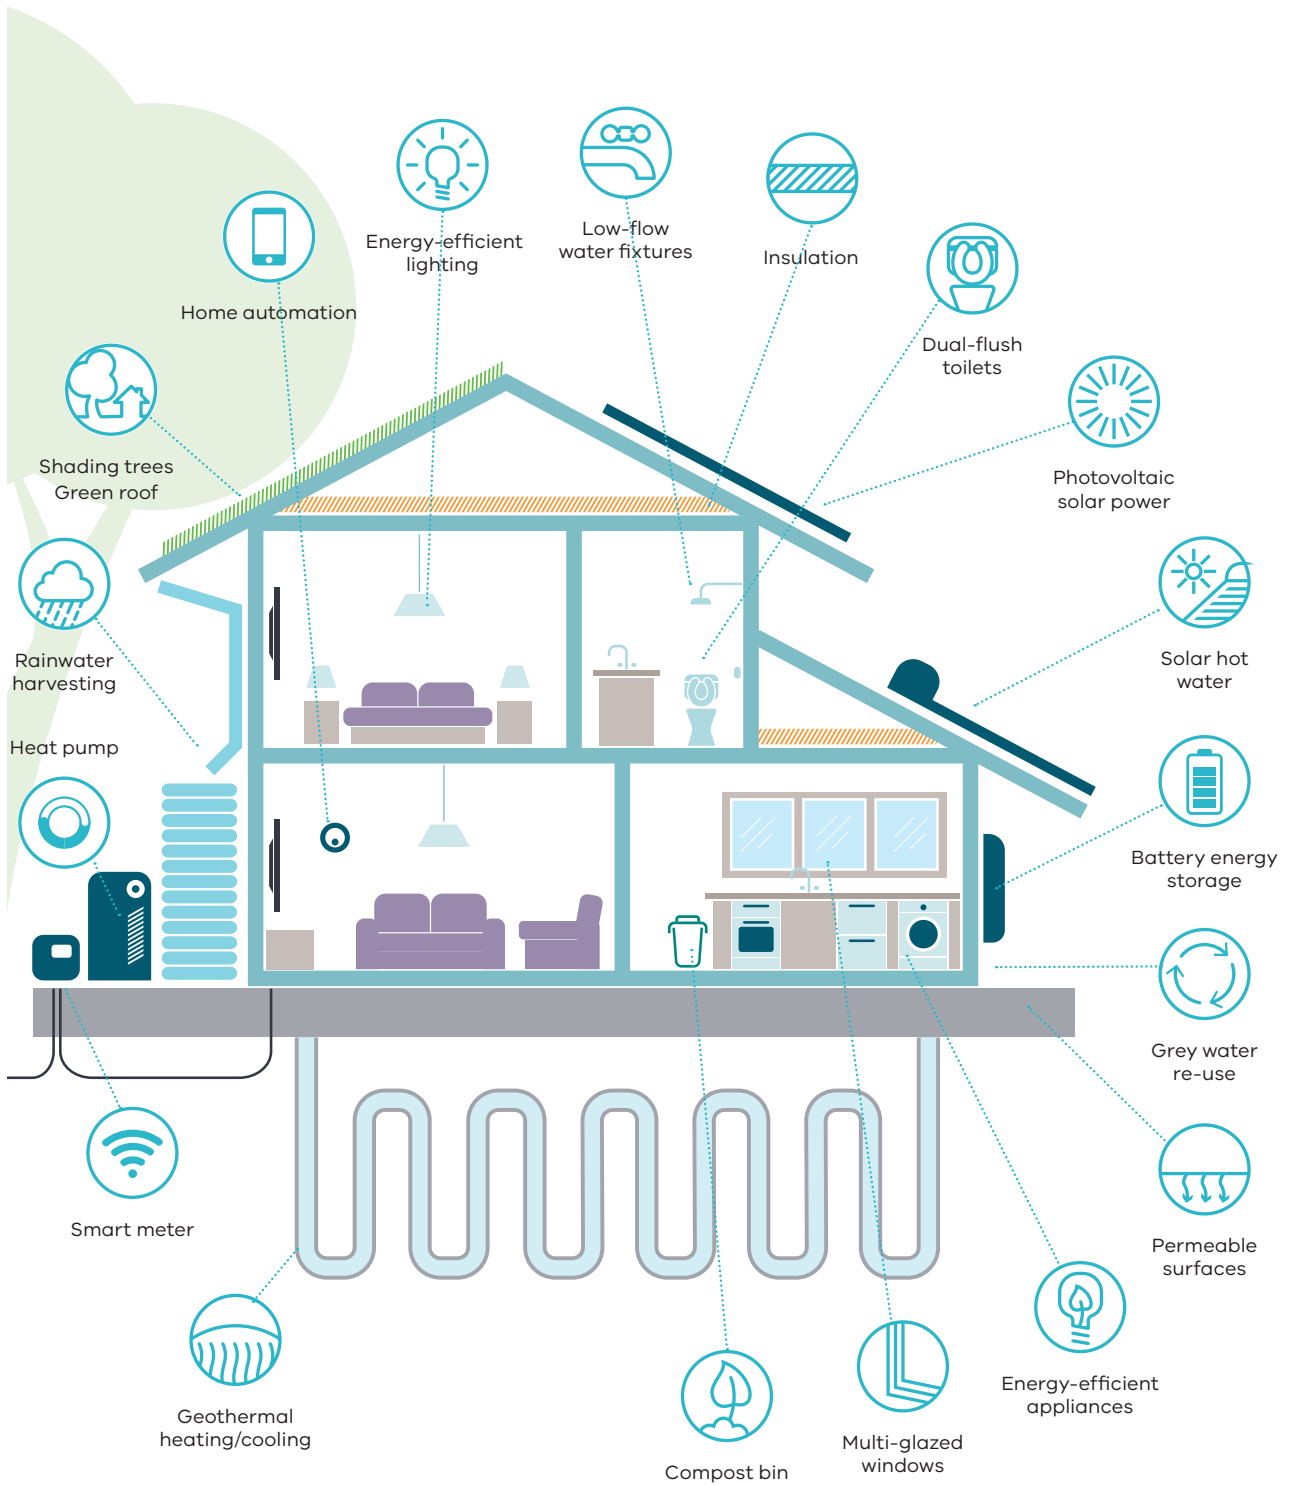 Energy-efficient
lighting
Low-flow
water fixtures
Insulation
Home automation
Dual-flush
toilets
Shading trees
Green roof
Photovoltaic
solar power
Rainwater
harvesting
Solar hot
water
Heat pump
Battery energy
storage
Grey water
re-use
Smart meter
Permeable
surfaces
Geothermal
heating/cooling
Energy-efficient
appliances
Multi-glazed
windows
Compost bin